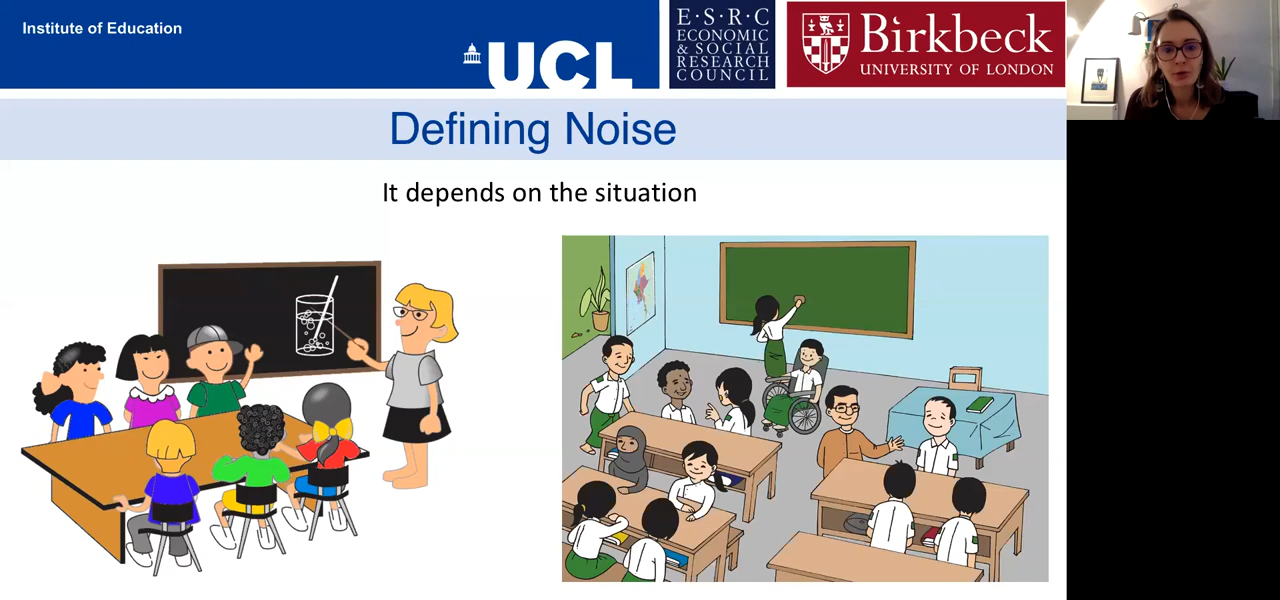 Institute of Education
UCL
E·S·R·C
ECONOMIC
& SOCIAL
RESEARCH
COUNCIL
Birkbeck
UNIVERSITY OF LONDON
Defining Noise
It depends on the situation